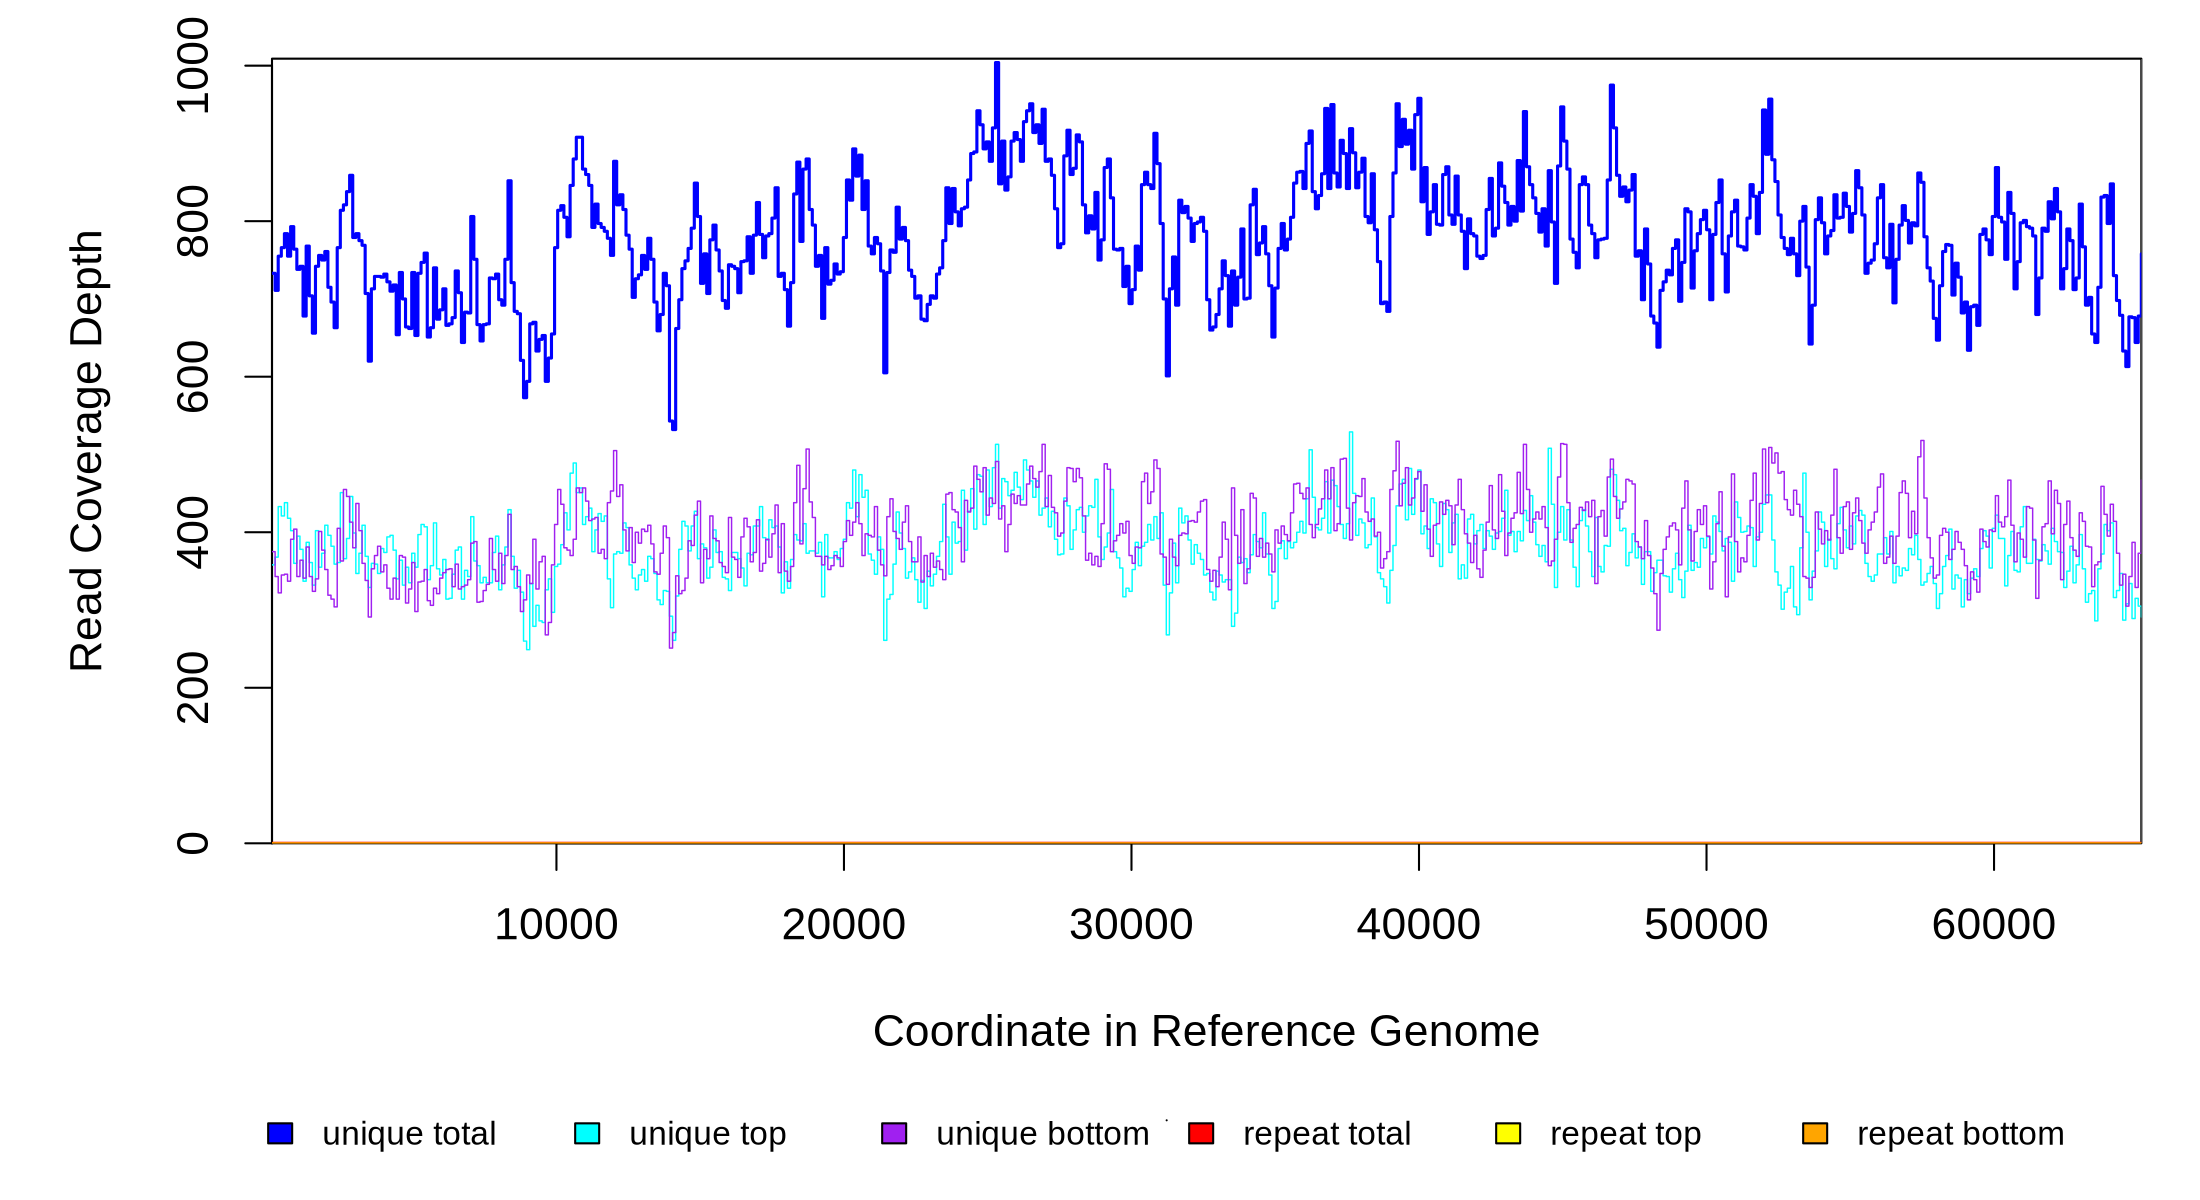 1000
800
600
400
200
0
Read Coverage Depth
10000 20000 30000 40000 50000 60000
Coordinate in Reference Genome
unique total unique top unique bottom repeat total repeat top repeat bottom